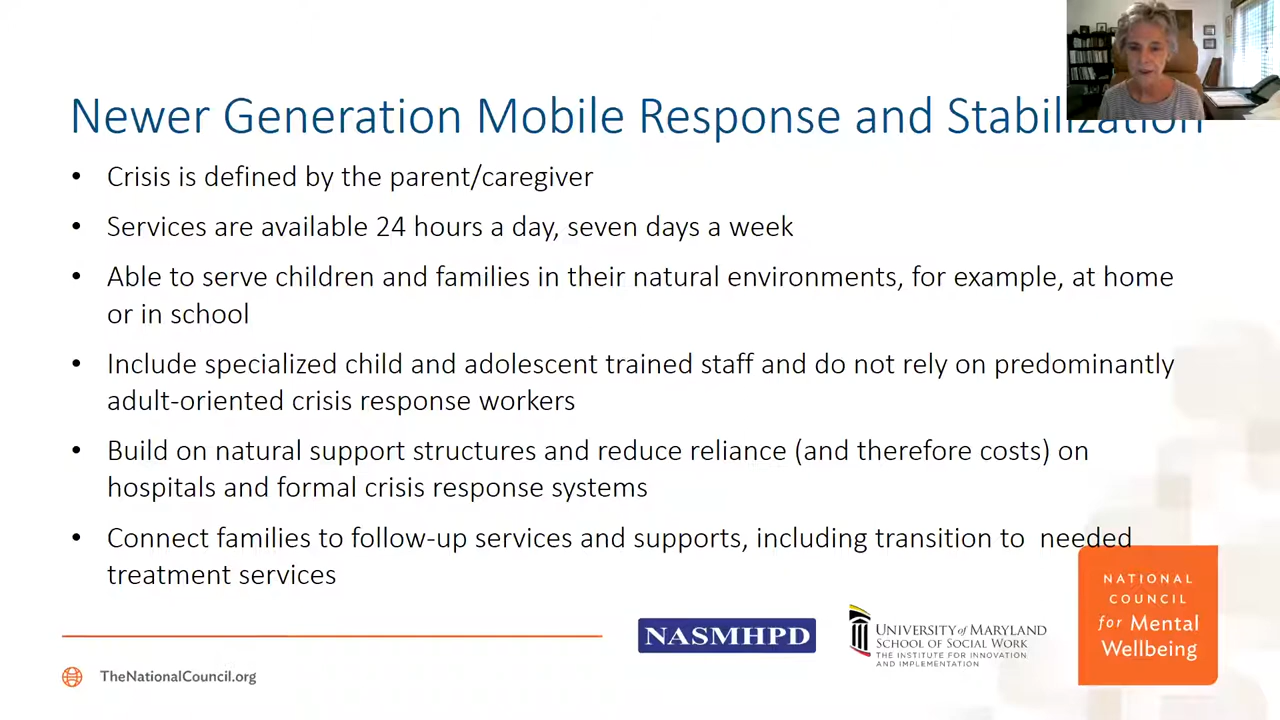 Newer Generation Mobile Response and Stabilization
• Crisis is defined by the parent/caregiver
• Services are available 24 hours a day, seven days a week
• Able to serve children and families in their natural environments, for example, at home
or in school
• Include specialized child and adolescent trained staff and do not rely on predominantly
adult-oriented crisis response workers
• Build on natural support structures and reduce reliance (and therefore costs) on
hospitals and formal crisis response systems
• Connect families to follow-up services and supports, including transition to  needed
treatment services
NATIONAL
COUNCIL
for Mental
Wellbeing
NASMHPD
UNIVERSITY of MARYLAND
SCHOOL OF SOCIAL WORK
THE INSTITUTE FOR INNOVATION
AND IMPLEMENTATION
TheNationalCouncil.org